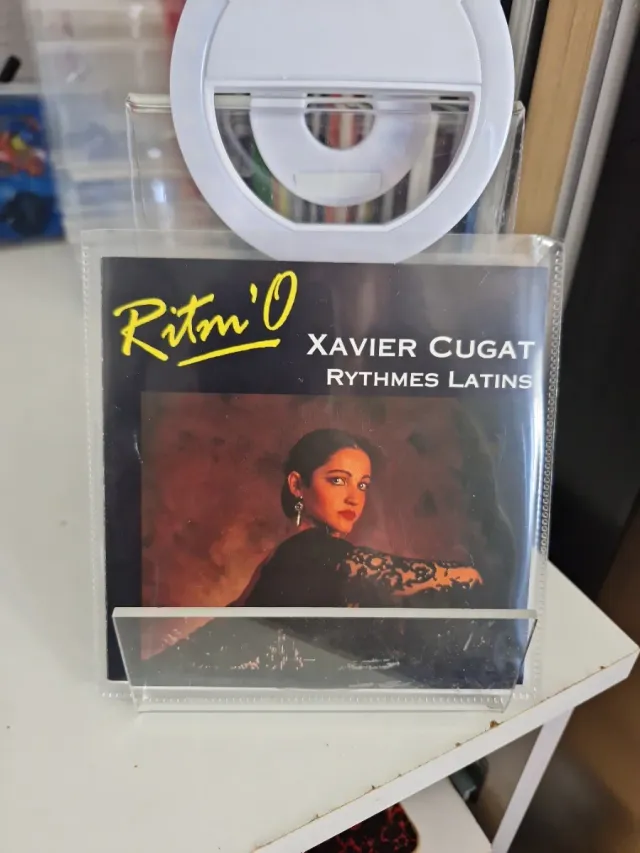 Ritm'O
XAVIER CUGAT
RYTHMES LATINS